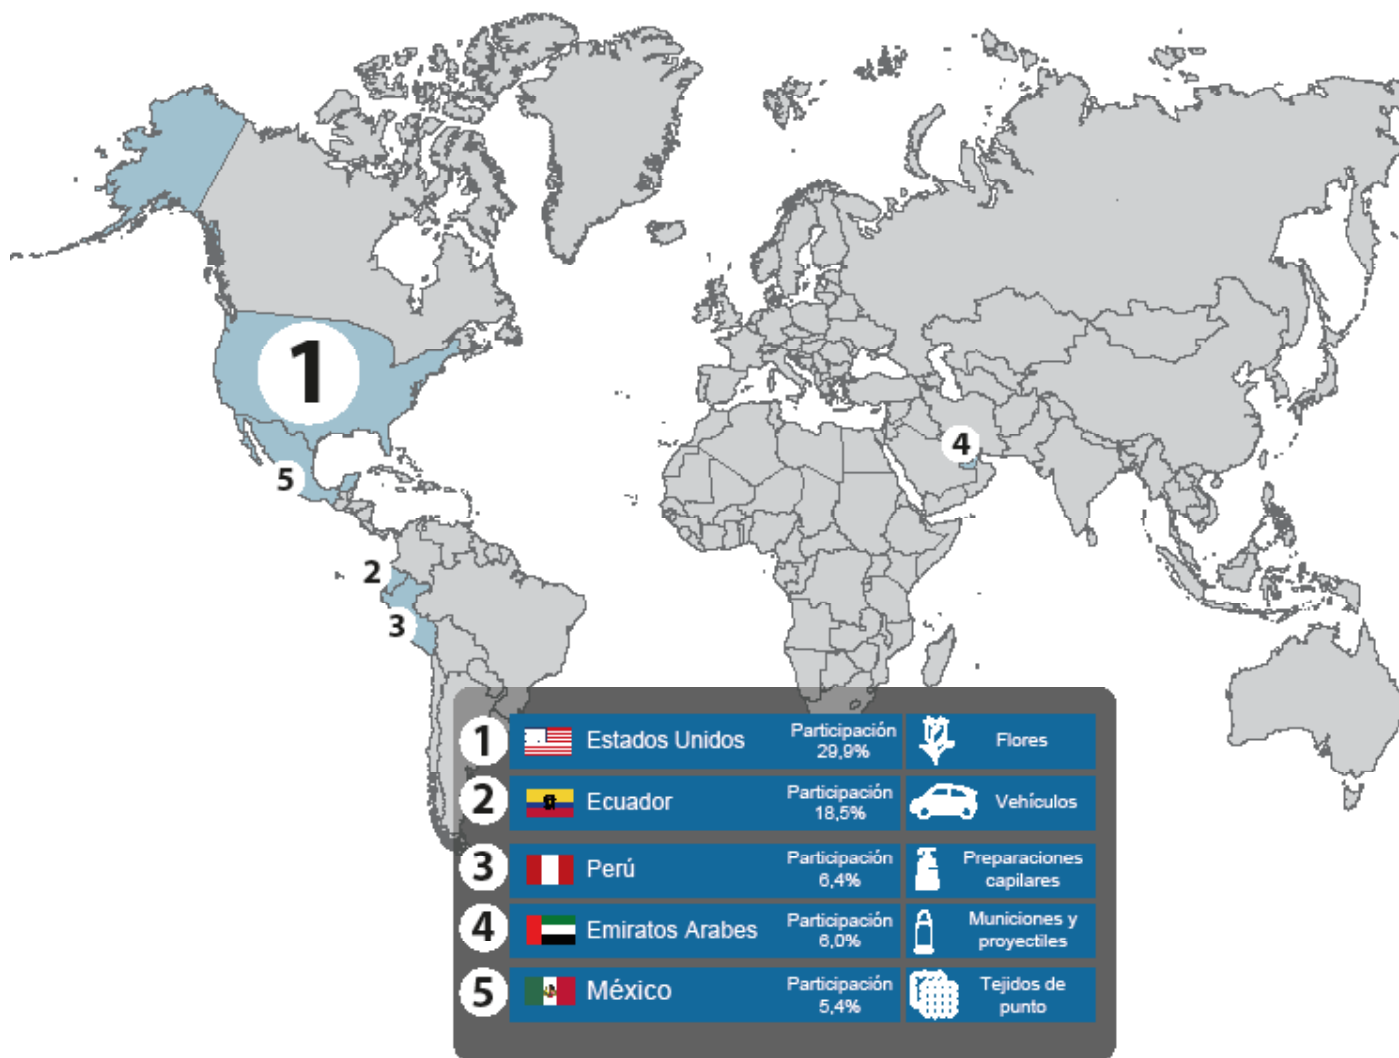 1
5
4
2
3
1 Estados Unidos Participación Flores
29,9%
2 Ecuador Participación Vehículos
18,5%
3 Perú Participación Preparaciones
6,4% capilares
4 Emiratos Arabes Participación Municiones y
6,0% proyectiles
5 México Participación Tejidos de
5,4% punto